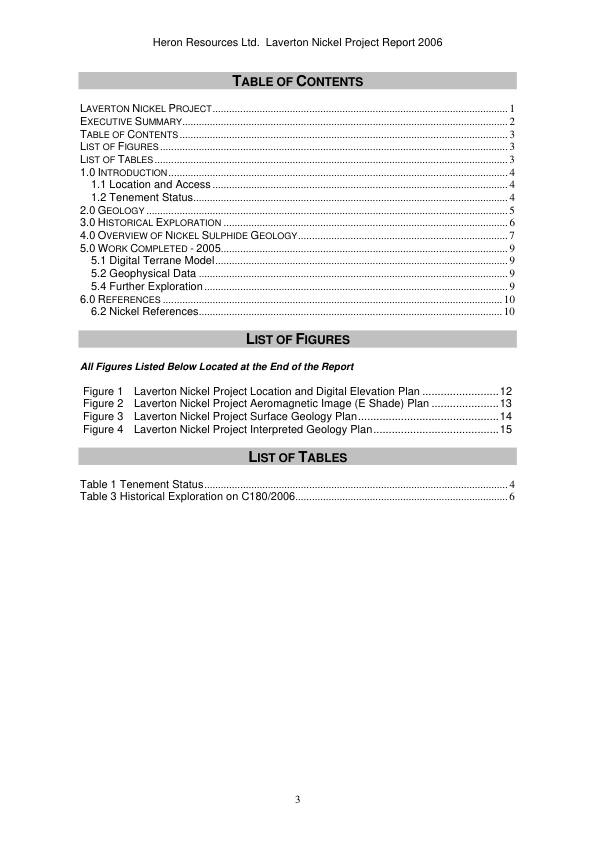 Heron Resources Ltd.  Laverton Nickel Project Report 2006
TABLE OF CONTENTS
LAVERTON NICKEL PROJECT.......................................................................................................... 1
EXECUTIVE SUMMARY..................................................................................................................... 2
TABLE OF CONTENTS...................................................................................................................... 3
LIST OF FIGURES............................................................................................................................. 3
LIST OF TABLES............................................................................................................................... 3
1.0 INTRODUCTION.......................................................................................................................... 4
1.1 Location and Access.................................................................................................... 4
1.2 Tenement Status.......................................................................................................... 4
2.0 GEOLOGY .................................................................................................................................. 5
3.0 HISTORICAL EXPLORATION ...................................................................................................... 6
4.0 OVERVIEW OF NICKEL SULPHIDE GEOLOGY........................................................................... 7
5.0 WORK COMPLETED - 2005........................................................................................................ 9
5.1 Digital Terrane Model................................................................................................... 9
5.2 Geophysical Data ........................................................................................................ 9
5.4 Further Exploration...................................................................................................... 9
6.0 REFERENCES .......................................................................................................................... 10
6.2 Nickel References........................................................................................................ 10
LIST OF FIGURES
All Figures Listed Below Located at the End of the Report
Figure 1 Laverton Nickel Project Location and Digital Elevation Plan ........................12
Figure 2 Laverton Nickel Project Aeromagnetic Image (E Shade) Plan .....................13
Figure 3 Laverton Nickel Project Surface Geology Plan............................................14
Figure 4 Laverton Nickel Project Interpreted Geology Plan.......................................15
LIST OF TABLES
Table 1 Tenement Status......................................................................................................... 4
Table 3 Historical Exploration on C180/2006........................................................................... 6
3